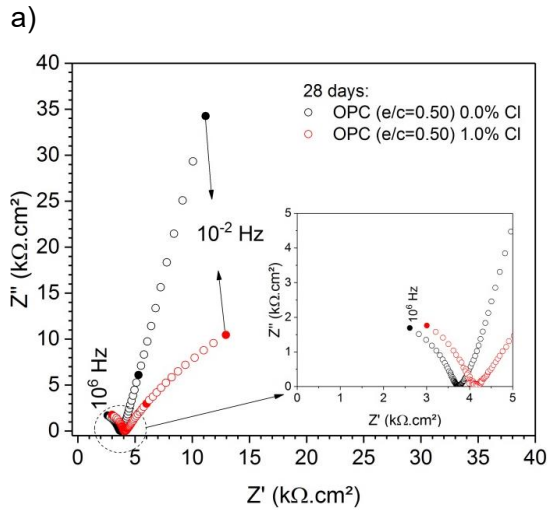 a)
40
35
30
25
20
15
10
5
0
Z'' (kΩ.cm²)
28 days:
OPC (e/c=0.50) 0.0% Cl
OPC (e/c=0.50) 1.0% Cl
10⁻² Hz
10⁶ Hz
5
4
3
2
1
0
Z'' (kΩ.cm²)
10⁶ Hz
0 1 2 3 4 5
Z' (kΩ.cm²)
0 5 10 15 20 25 30 35 40
Z' (kΩ.cm²)